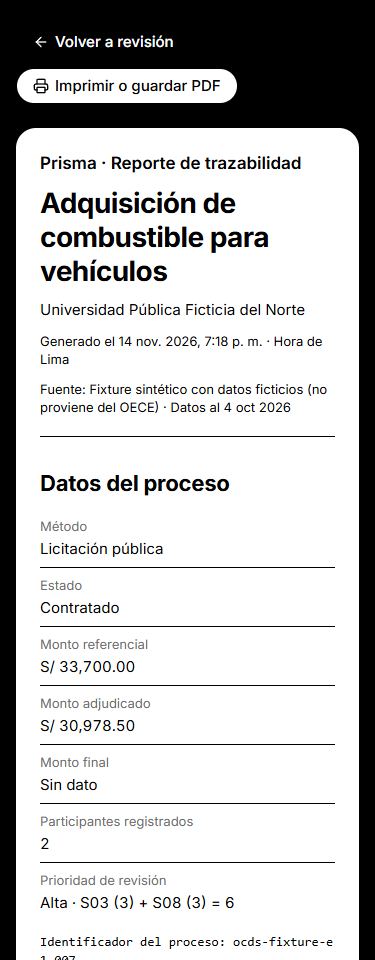 Volver a revisión
Imprimir o guardar PDF
Prisma · Reporte de trazabilidad
Adquisición de
combustible para
vehículos
Universidad Pública Ficticia del Norte
Generado el 14 nov. 2026, 7:18 p. m. · Hora de
Lima
Fuente: Fixture sintético con datos ficticios (no
proviene del OECE) · Datos al 4 oct 2026
Datos del proceso
Método
Licitación pública
Estado
Contratado
Monto referencial
S/ 33,700.00
Monto adjudicado
S/ 30,978.50
Monto final
Sin dato
Participantes registrados
2
Prioridad de revisión
Alta · S03 (3) + S08 (3) = 6
Identificador del proceso: ocds-fixture-e
1-007